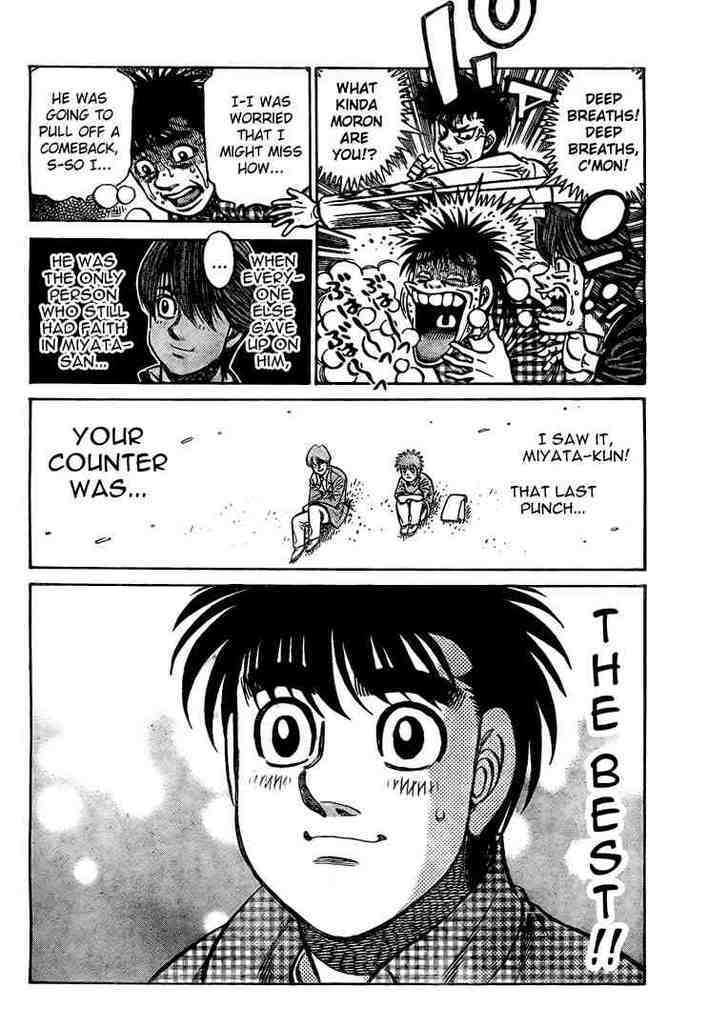 DEEP
BREATHS!
DEEP
BREATHS,
C'MON!
WHAT
KINDA
MORON
ARE
YOU!?
I-I WAS
WORRIED
THAT I
MIGHT MISS
HOW...
HE WAS
GOING TO
PULL OFF A
COMEBACK,
S-SO I...
WHEN
EVERY-
ONE
ELSE
GAVE
UP ON
HIM,
...
HE WAS
THE ONLY
PERSON
WHO STILL
HAD FAITH
IN MIYATA-
SAN...
I SAW IT,
MIYATA-KUN!
THAT LAST
PUNCH...
YOUR
COUNTER
WAS...
THE BEST!!